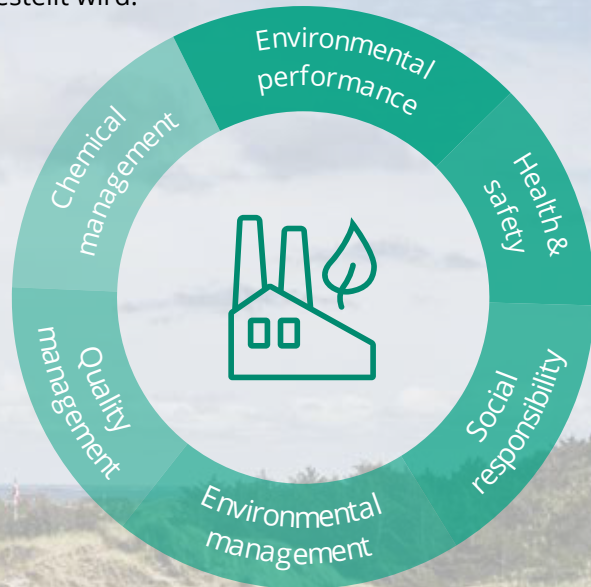 Environmental
performance
Health &
safety
Social
responsibility
Environmental
management
Quality
management
Chemical
management